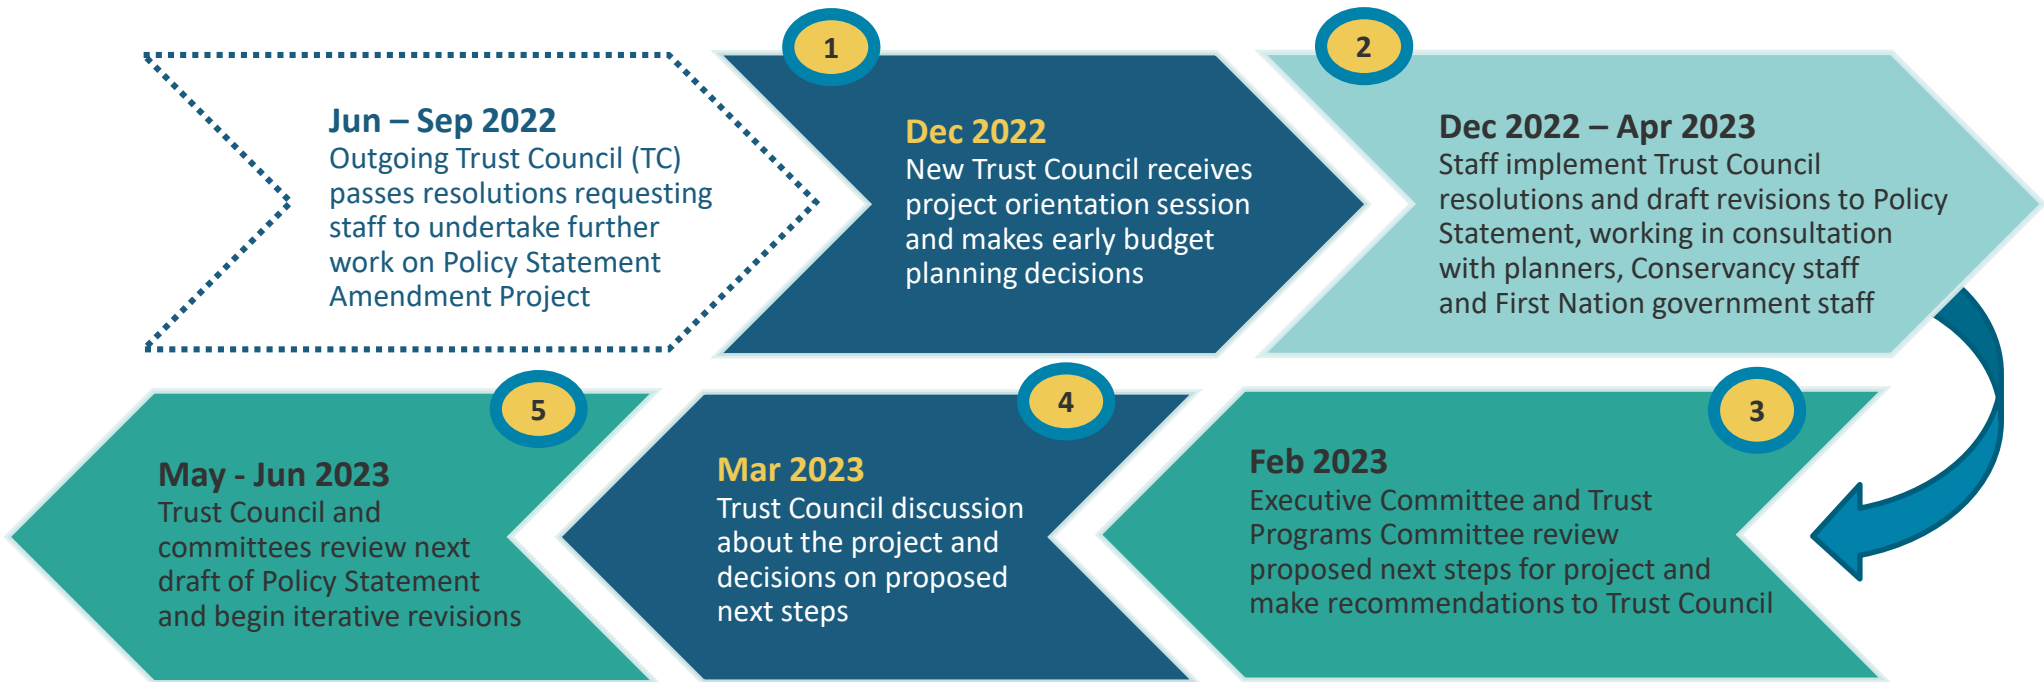 Jun – Sep 2022
Outgoing Trust Council (TC)
passes resolutions requesting
staff to undertake further
work on Policy Statement
Amendment Project
1
Dec 2022
New Trust Council receives
project orientation session
and makes early budget
planning decisions
2
Dec 2022 – Apr 2023
Staff implement Trust Council
resolutions and draft revisions to Policy
Statement, working in consultation
with planners, Conservancy staff
and First Nation government staff
3
Feb 2023
Executive Committee and Trust
Programs Committee review
proposed next steps for project and
make recommendations to Trust Council
4
Mar 2023
Trust Council discussion
about the project and
decisions on proposed
next steps
5
May - Jun 2023
Trust Council and
committees review next
draft of Policy Statement
and begin iterative revisions